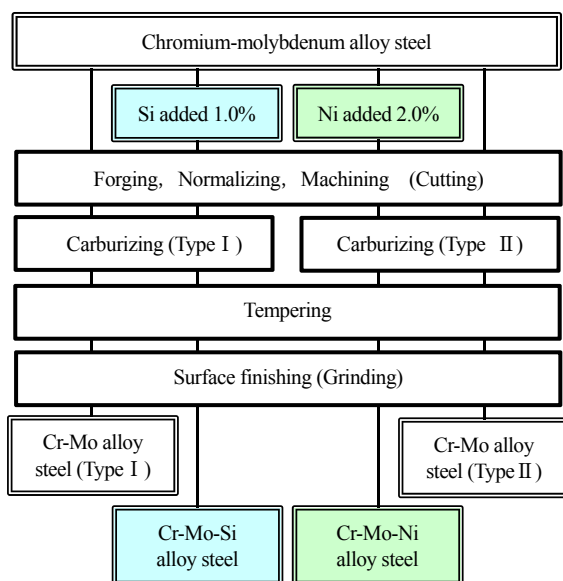 Chromium-molybdenum alloy steel
Si added 1.0%
Ni added 2.0%
Forging, Normalizing, Machining (Cutting)
Carburizing (Type Ⅰ)
Carburizing (Type Ⅱ)
Tempering
Surface finishing (Grinding)
Cr-Mo alloy
steel (Type Ⅰ)
Cr-Mo alloy
steel (Type Ⅱ)
Cr-Mo-Si
alloy steel
Cr-Mo-Ni
alloy steel